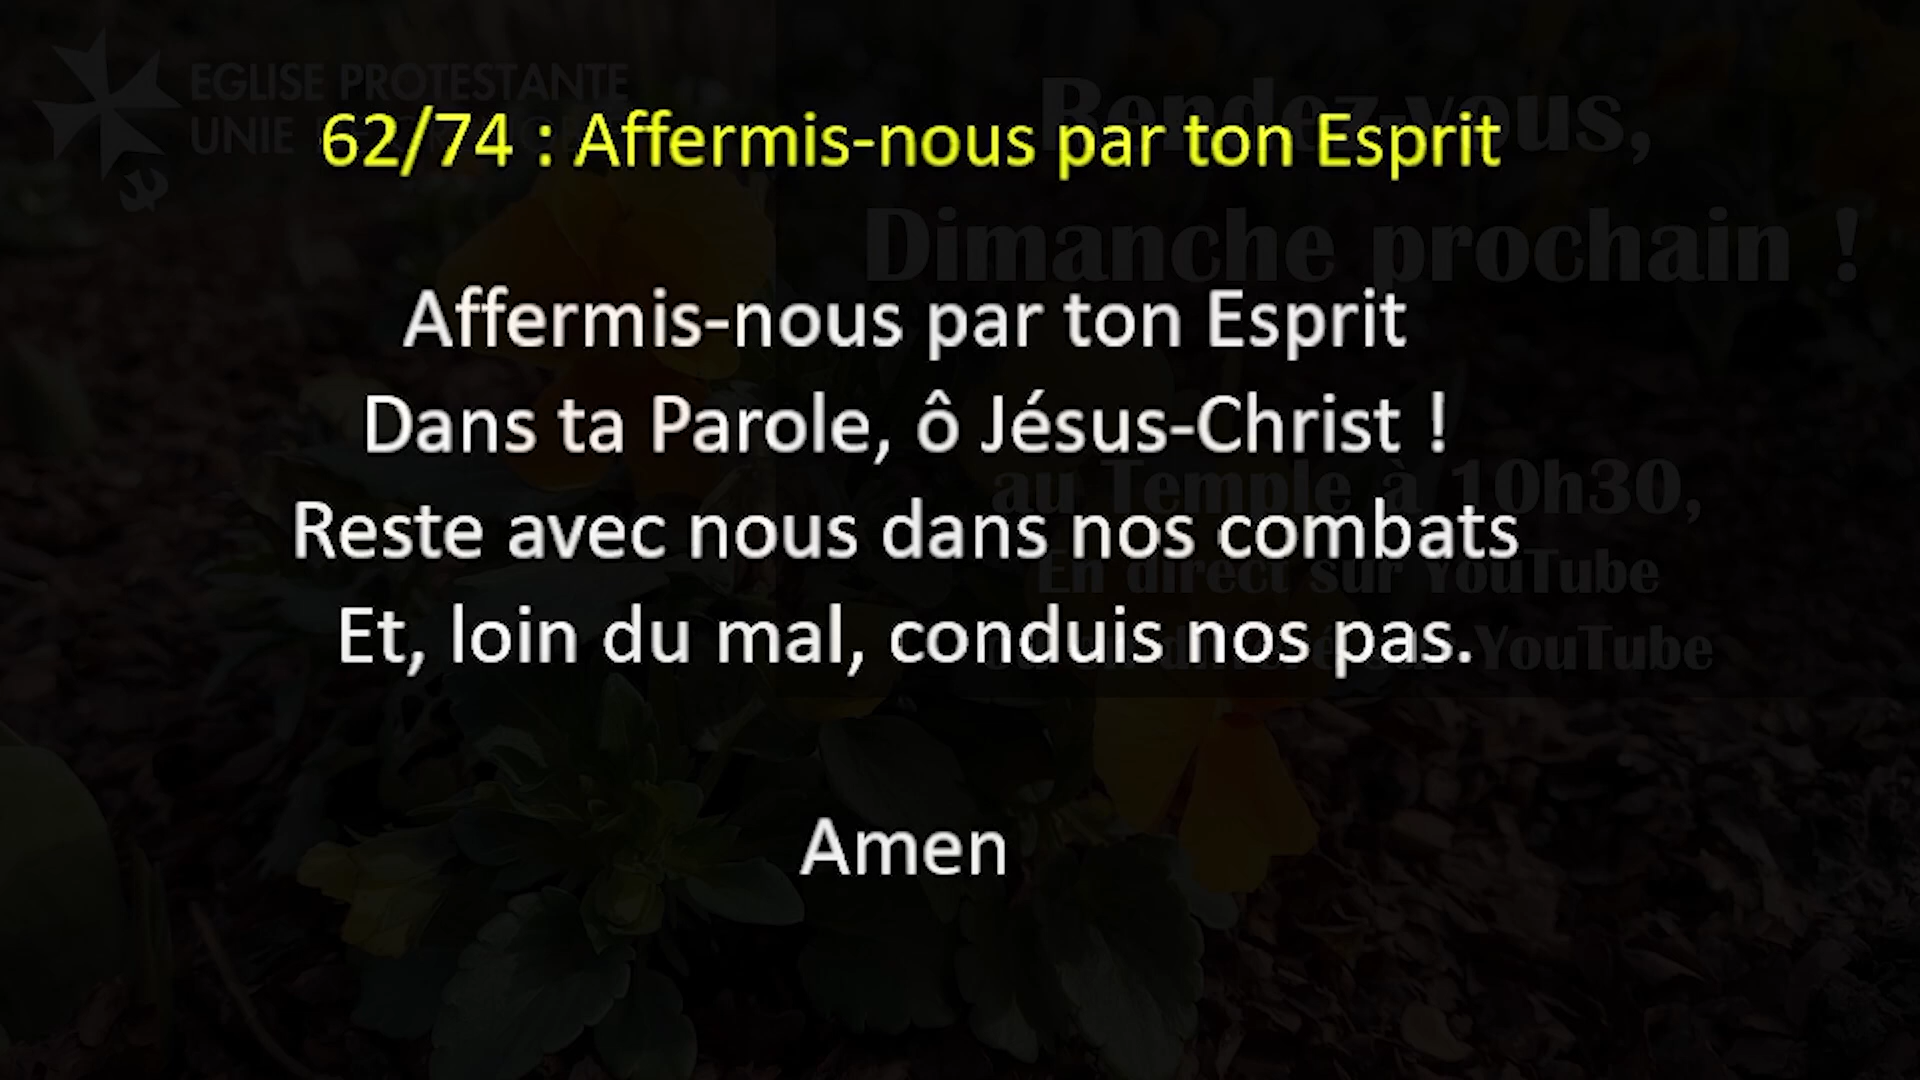 EGLISE PROTESTANTE
UNIE
62/74 : Affermis-nous par ton Esprit
Rendez-vous,
Dimanche prochain !
Affermis-nous par ton Esprit
Dans ta Parole, ô Jésus-Christ !
au Temple à 10h30,
Reste avec nous dans nos combats
En direct sur YouTube
Et, loin du mal, conduis nos pas.
YouTube
Amen